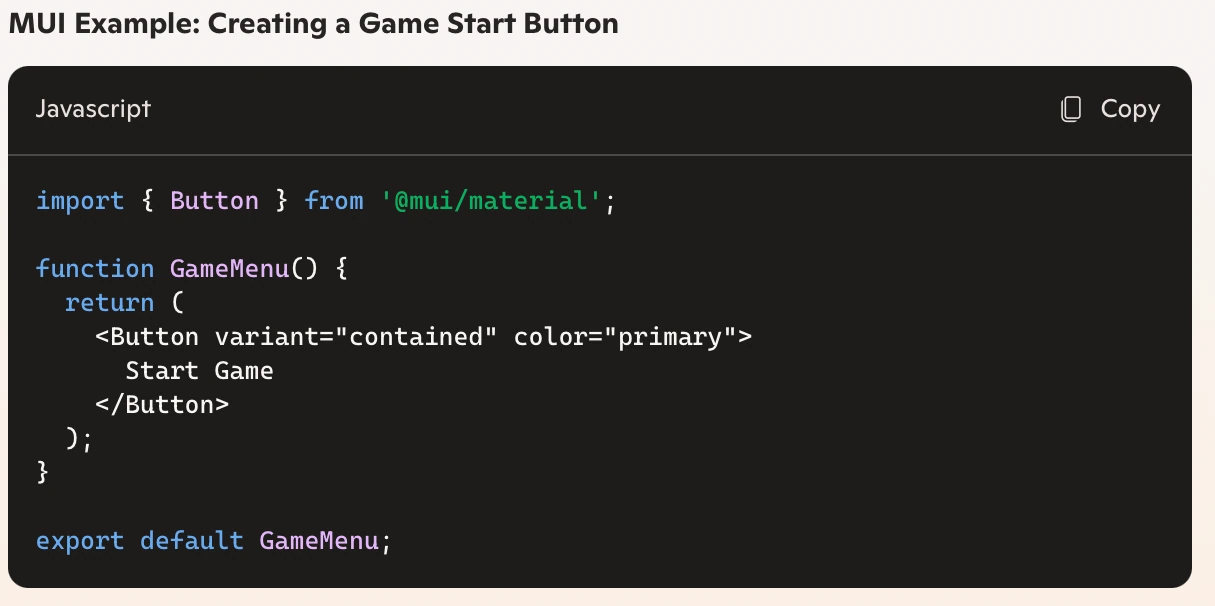 MUI Example: Creating a Game Start Button
Javascript
Copy
import { Button } from '@mui/material';
function GameMenu() {
  return (
    <Button variant="contained" color="primary">
      Start Game
    </Button>
  );
}
export default GameMenu;